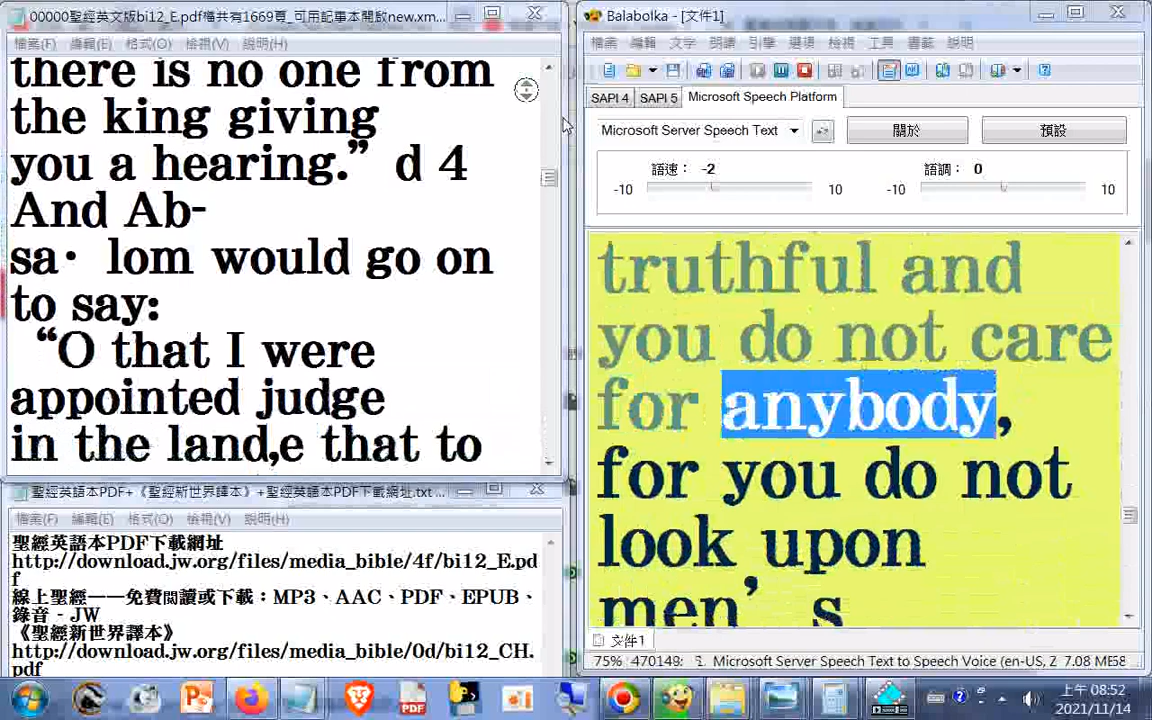 00000聖經英文版bi12_E.pdf檔共有1669頁_可用記事本開啟new.xm...
檔案(F) 編輯(E) 格式(O) 檢視(V) 說明(H)
there is no one from
the king giving
you a hearing.” d 4
And Ab-
sa· lom would go on
to say:
“O that I were
appointed judge
in the land,e that to
聖經英語本PDF+《聖經新世界譯本》+聖經英語本PDF下載網址.txt ...
檔案(F) 編輯(E) 格式(O) 檢視(V) 說明(H)
聖經英語本PDF下載網址
http://download.jw.org/files/media_bible/4f/bi12_E.pd
f
線上聖經──免費閱讀或下載：MP3、AAC、PDF、EPUB、
錄音 - JW
《聖經新世界譯本》
http://download.jw.org/files/media_bible/0d/bi12_CH.
pdf
Balabolka - [文件1]
檔案 編輯 文字 朗讀 引擎 選項 檢視 工具 書籤 說明
SAPI 4 SAPI 5 Microsoft Speech Platform
Microsoft Server Speech Text 關於 預設
語速： -2 語調： 0
-10 10 -10 10
truthful and
you do not care
for anybody,
for you do not
look upon
men’ s
文件1
75% 470149: 1. Microsoft Server Speech Text to Speech Voice (en-US, Z 7.08 ME58
上午 08:52
2021/11/14